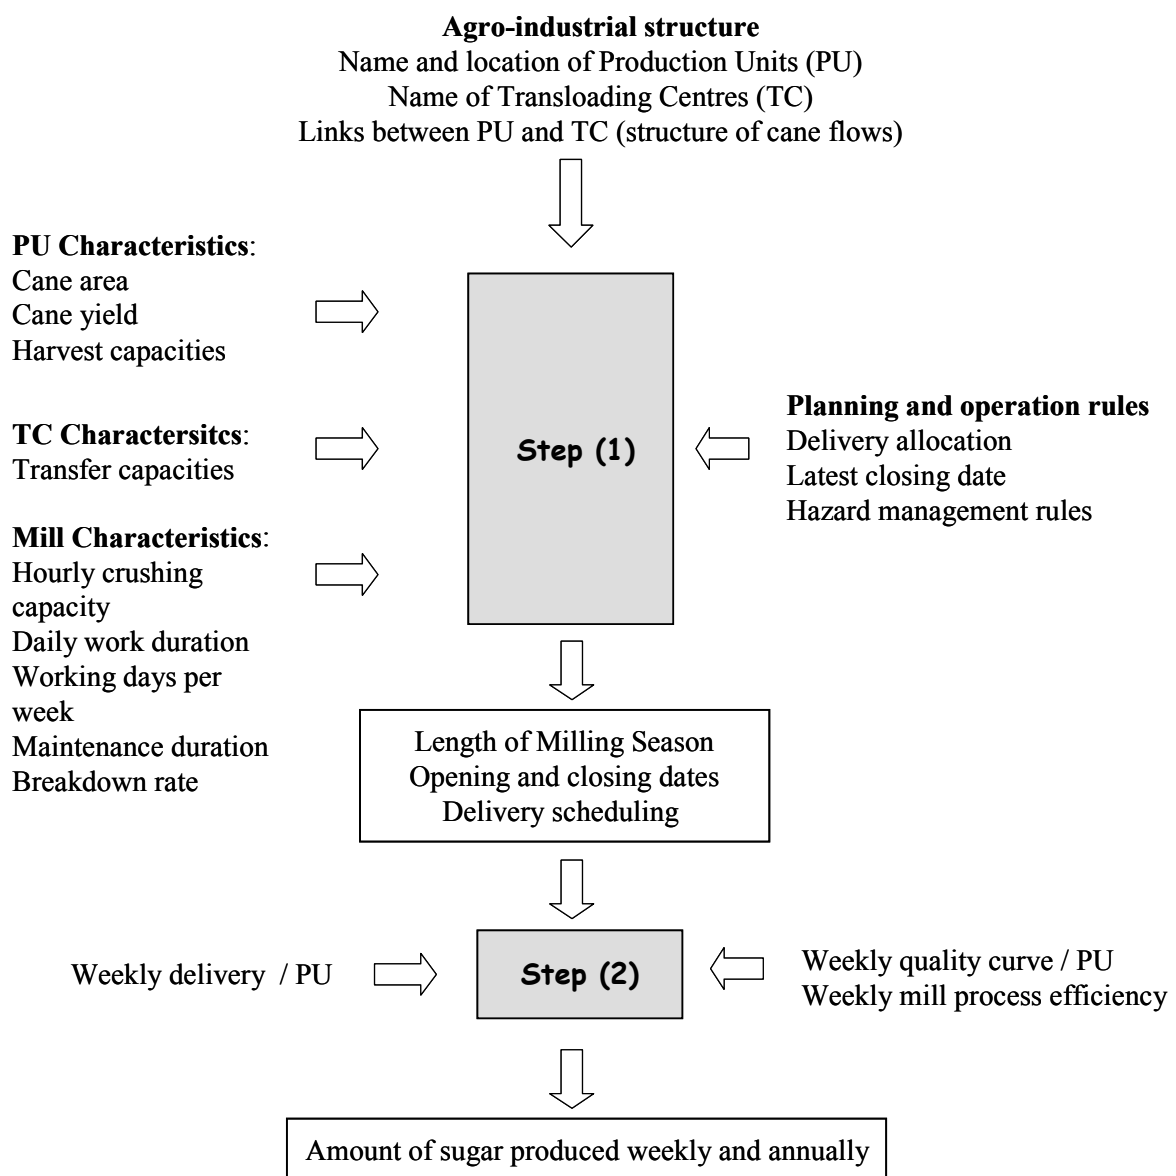 Agro-industrial structure
Name and location of Production Units (PU)
Name of Transloading Centres (TC)
Links between PU and TC (structure of cane flows)
PU Characteristics:
Cane area
Cane yield
Harvest capacities
TC Charactersitcs:
Transfer capacities
Mill Characteristics:
Hourly crushing
capacity
Daily work duration
Working days per
week
Maintenance duration
Breakdown rate
Step (1)
Planning and operation rules
Delivery allocation
Latest closing date
Hazard management rules
Length of Milling Season
Opening and closing dates
Delivery scheduling
Weekly delivery / PU
Step (2)
Weekly quality curve / PU
Weekly mill process efficiency
Amount of sugar produced weekly and annually